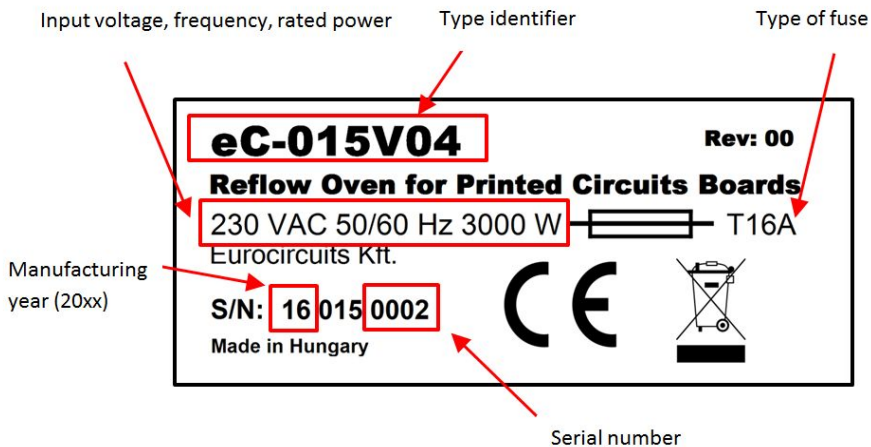 Input voltage, frequency, rated power
Type identifier
Type of fuse
eC-015V04
Rev: 00
Reflow Oven for Printed Circuits Boards
230 VAC 50/60 Hz 3000 W
T16A
Eurocircuits Kft.
Manufacturing
year (20xx)
S/N: 16 015 0002
CE
Made in Hungary
Serial number